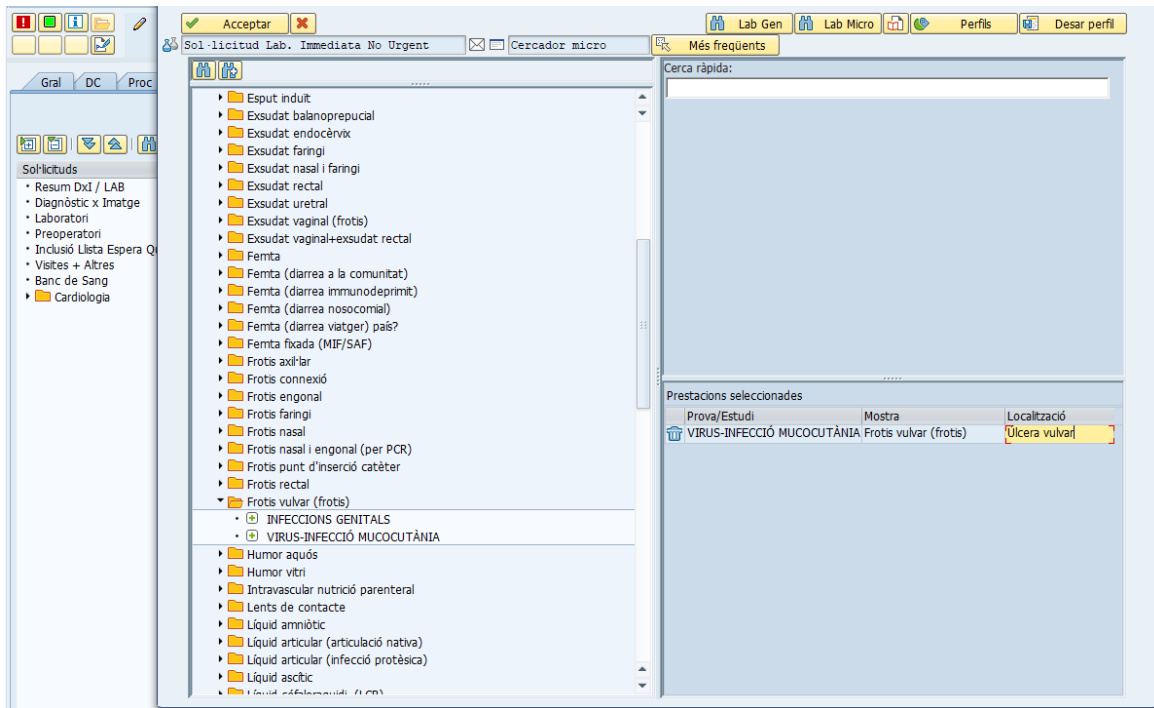 Acceptar
Lab Gen
Lab Micro
Perfils
Desar perfil
Sol·licitud Lab. Immediata No Urgent
Cercador micro
Més freqüents
Gral
DC
Proc
Sol·licituds
Resum DxI / LAB
Diagnòstic x Imatge
Laboratori
Preoperatori
Inclusió Llista Espera Qu
Visites + Altres
Banc de Sang
Cardiologia
Esput induït
Exsudat balanoprepucial
Exsudat endocèrvix
Exsudat faringi
Exsudat nasal i faringi
Exsudat rectal
Exsudat uretral
Exsudat vaginal (frotis)
Exsudat vaginal+exsudat rectal
Femta
Femta (diarrea a la comunitat)
Femta (diarrea immunodeprimit)
Femta (diarrea nosocomial)
Femta (diarrea viatger) país?
Femta fixada (MIF/SAF)
Frotis axil·lar
Frotis connexió
Frotis engonal
Frotis faringi
Frotis nasal
Frotis nasal i engonal (per PCR)
Frotis punt d'inserció catèter
Frotis rectal
Frotis vulvar (frotis)
INFECCIONS GENITALS
VIRUS-INFECCIÓ MUCOCUTÀNIA
Humor aquós
Humor vitri
Intravascular nutrició parenteral
Lents de contacte
Líquid amniòtic
Líquid articular (articulació nativa)
Líquid articular (infecció protèsica)
Líquid ascític
Líquid céfaloraquidi (LCR)
Cerca ràpida:
Prestacions seleccionades
Prova/Estudi Mostra Localització
VIRUS-INFECCIÓ MUCOCUTÀNIA Frotis vulvar (frotis) Úlcera vulvar